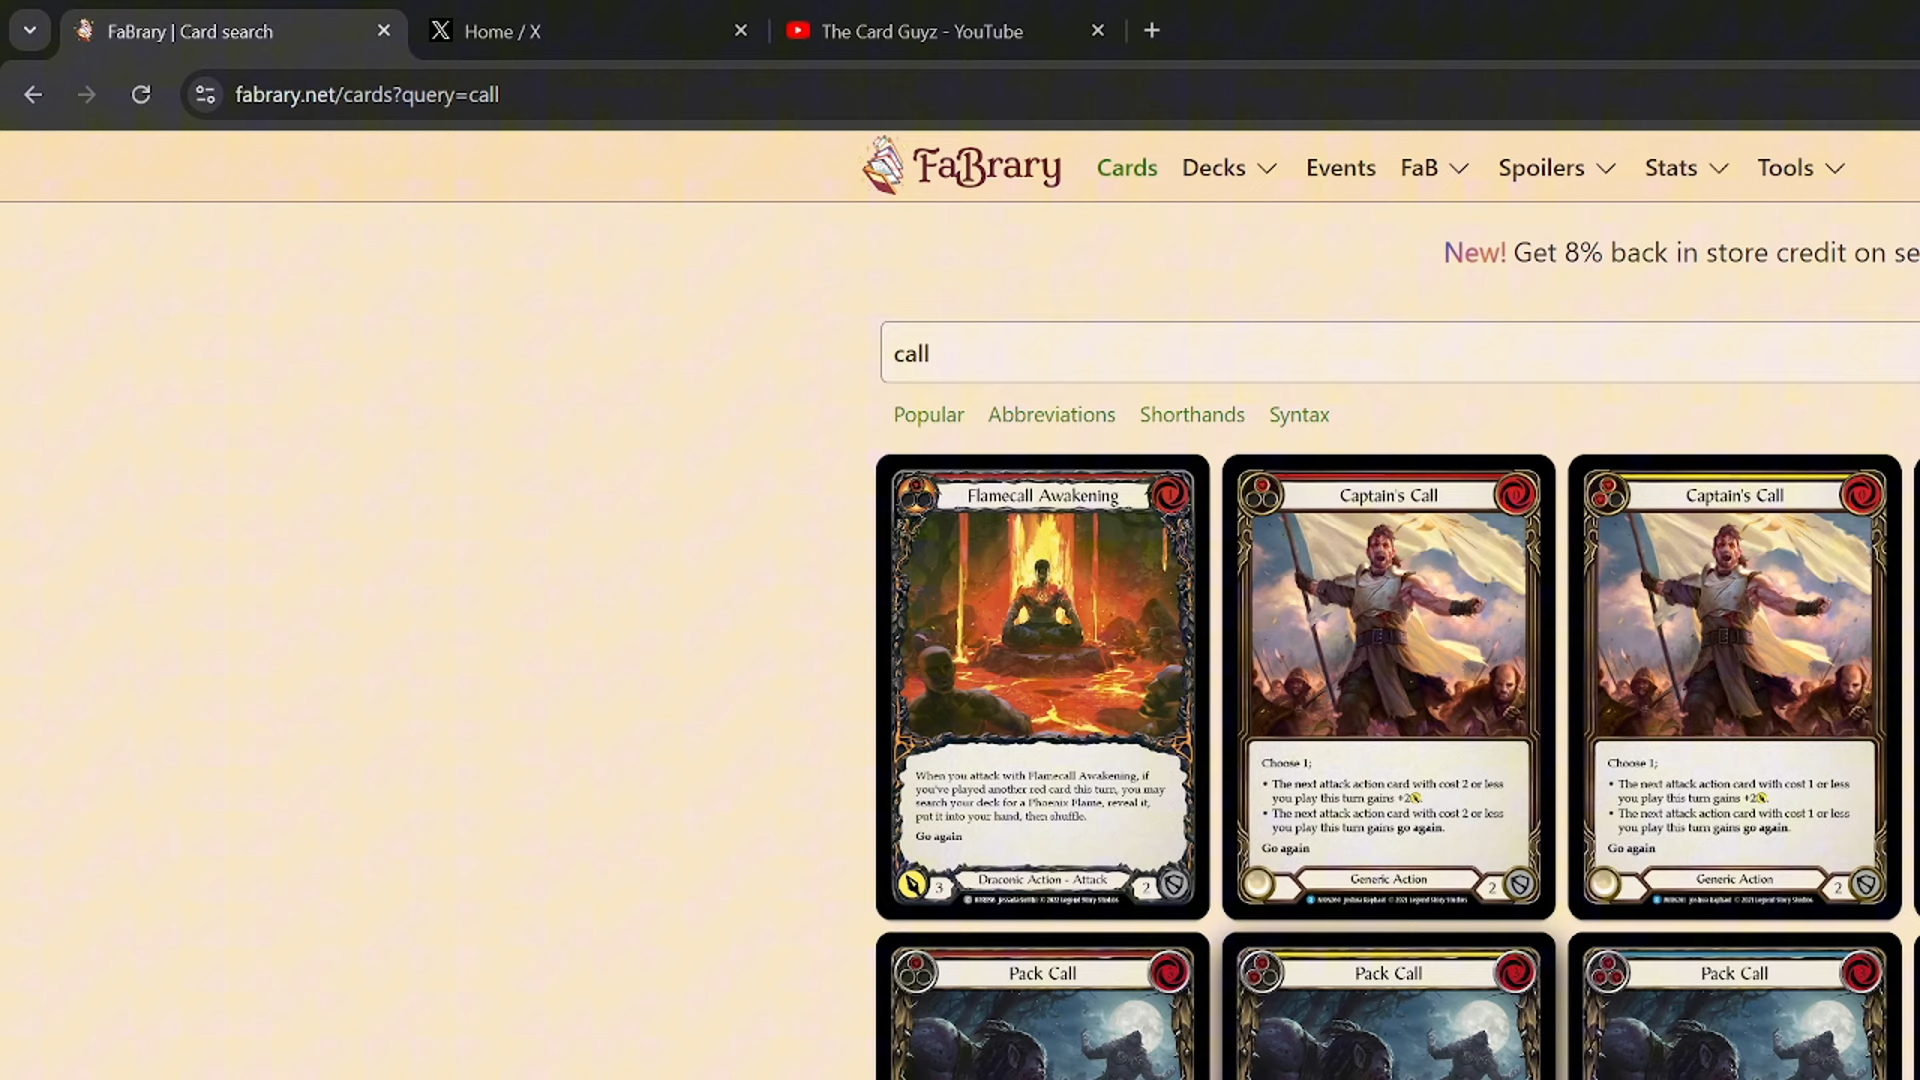 FaBrary | Card search
Home / X
The Card Guyz - YouTube
fabrary.net/cards?query=call
FaBrary
Cards
Decks
Events
FaB
Spoilers
Stats
Tools
New! Get 8% back in store credit on se
call
Popular
Abbreviations
Shorthands
Syntax
Flamecall Awakening
1
When you attack with Flamecall Awakening, if
you've played another red card this turn, you may
search your deck for a Phoenix Flame, reveal it,
put it into your hand, then shuffle.
Go again
3
Draconic Action - Attack
2
Captain's Call
0
Choose 1;
• The next attack action card with cost 2 or less
you play this turn gains +2
• The next attack action card with cost 2 or less
you play this turn gains go again.
Go again
Generic Action
2
Captain's Call
0
Choose 1;
• The next attack action card with cost 1 or less
you play this turn gains +2
• The next attack action card with cost 1 or less
you play this turn gains go again.
Go again
Generic Action
2
Pack Call
3
Pack Call
3
Pack Call
3